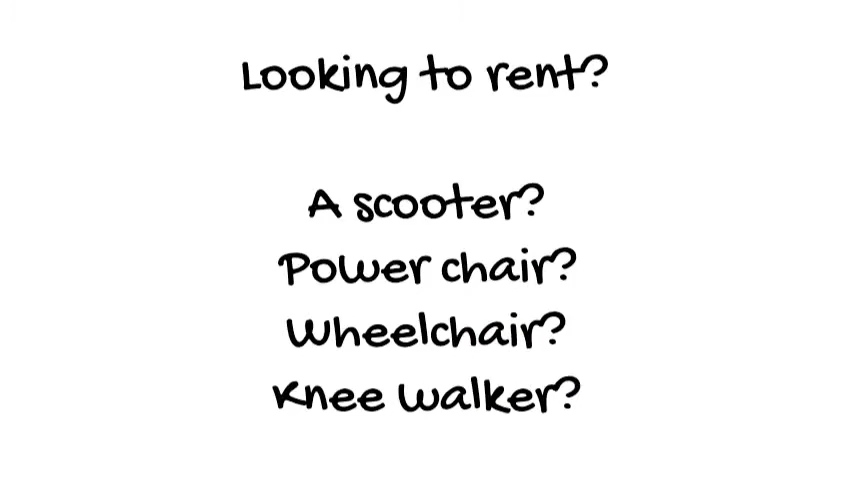 Looking to rent?
A scooter?
Power chair?
Wheelchair?
Knee walker?